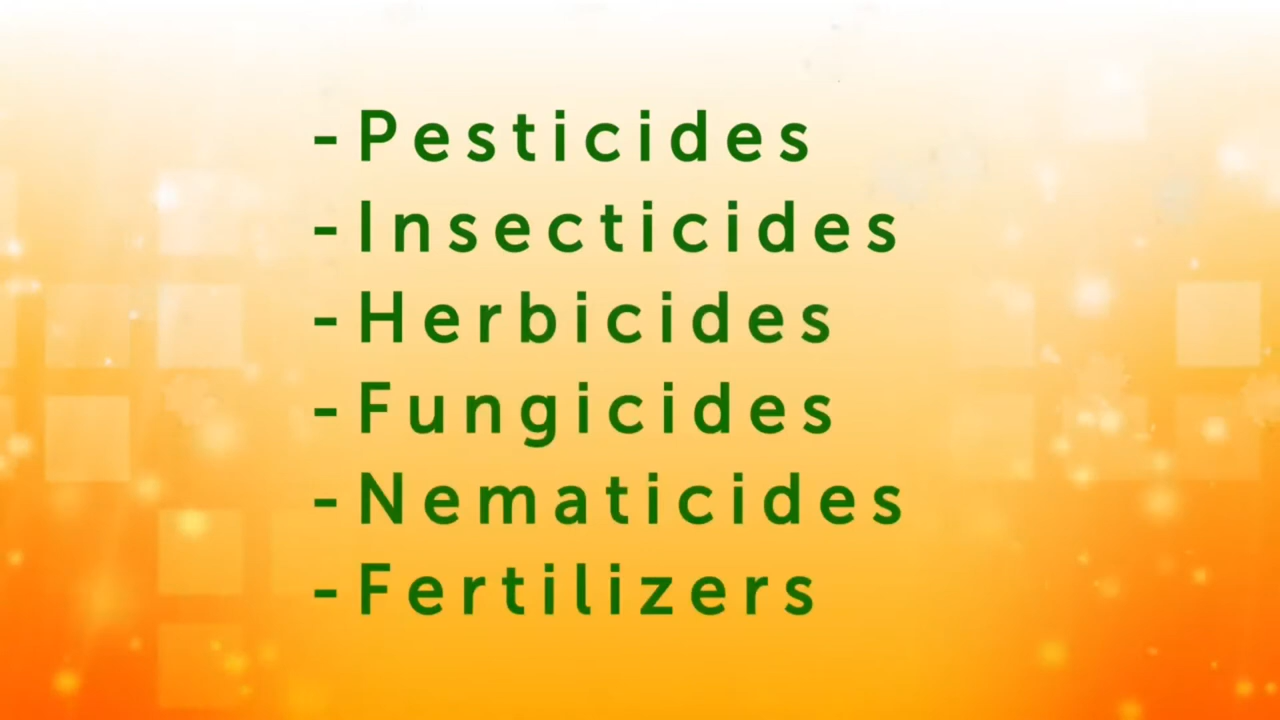 - Pesticides
- Insecticides
- Herbicides
- Fungicides
- Nematicides
- Fertilizers